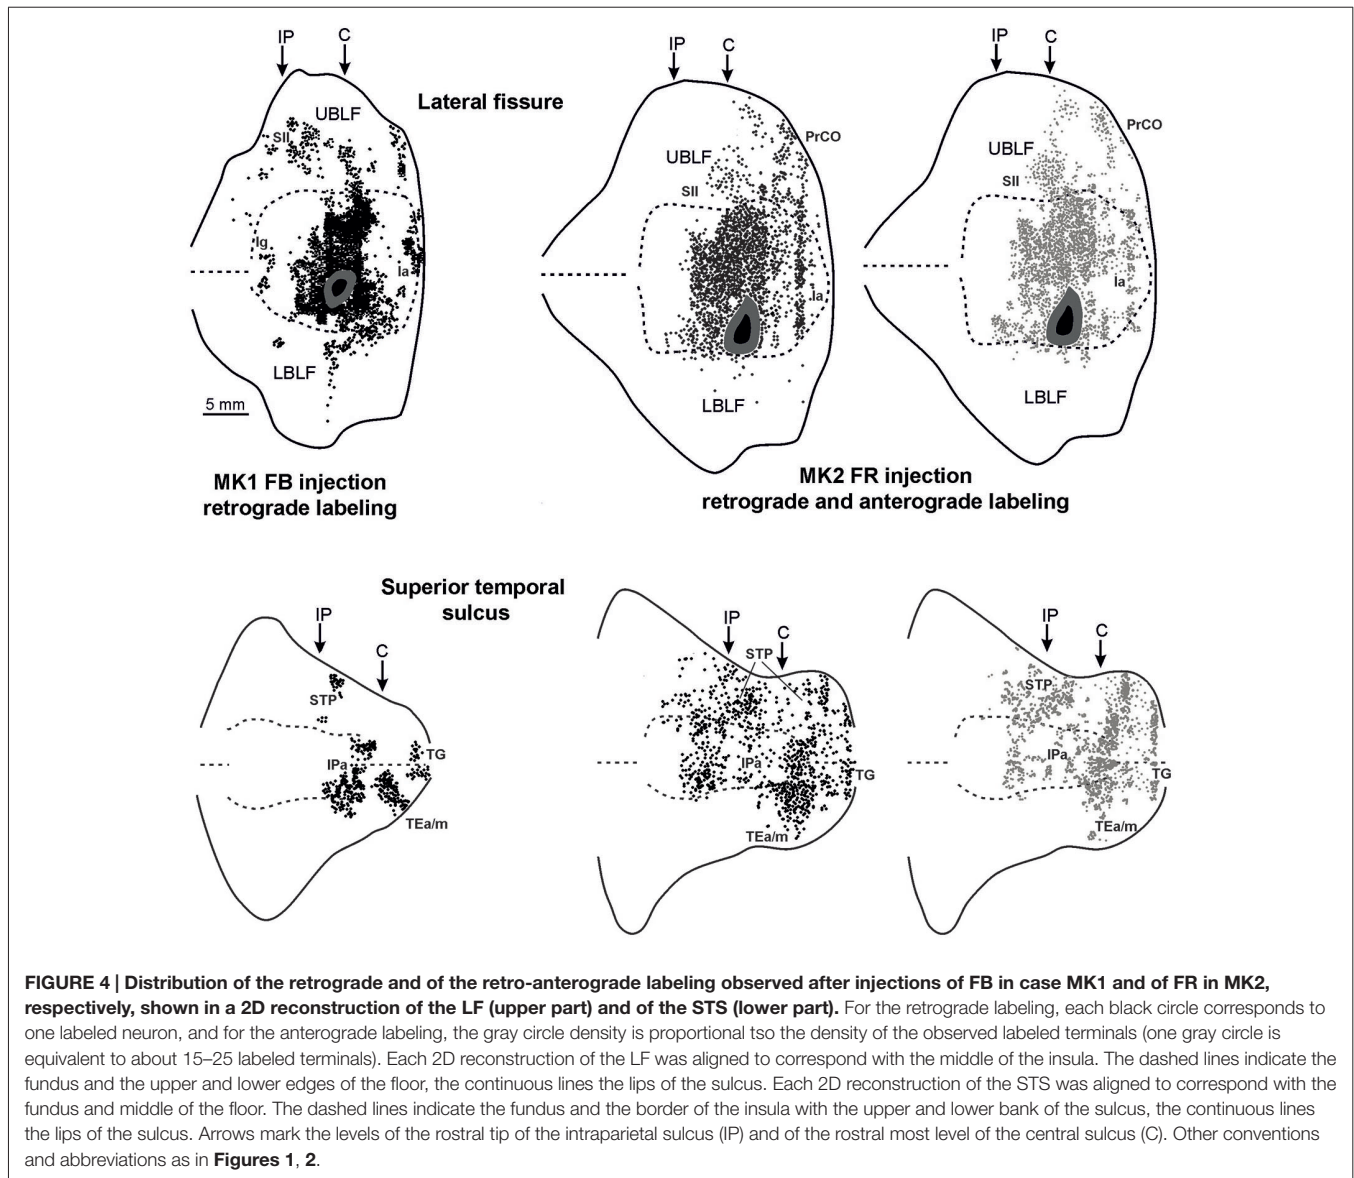 IP
C
IP
C
IP
C
Lateral fissure
UBLF
SII
PrCO
PrCO
UBLF
UBLF
SII
SII
Ig
Ia
Ia
Ia
LBLF
5 mm
LBLF
LBLF
MK1 FB injection
retrograde labeling
MK2 FR injection
retrograde and anterograde labeling
Superior temporal
sulcus
IP
C
IP
C
IP
C
STP
STP
STP
IPa
TG
IPa
TG
IPa
TG
TEa/m
TEa/m
TEa/m
FIGURE 4 | Distribution of the retrograde and of the retro-anterograde labeling observed after injections of FB in case MK1 and of FR in MK2,
respectively, shown in a 2D reconstruction of the LF (upper part) and of the STS (lower part). For the retrograde labeling, each black circle corresponds to
one labeled neuron, and for the anterograde labeling, the gray circle density is proportional tso the density of the observed labeled terminals (one gray circle is
equivalent to about 15–25 labeled terminals). Each 2D reconstruction of the LF was aligned to correspond with the middle of the insula. The dashed lines indicate the
fundus and the upper and lower edges of the floor, the continuous lines the lips of the sulcus. Each 2D reconstruction of the STS was aligned to correspond with the
fundus and middle of the floor. The dashed lines indicate the fundus and the border of the insula with the upper and lower bank of the sulcus, the continuous lines
the lips of the sulcus. Arrows mark the levels of the rostral tip of the intraparietal sulcus (IP) and of the rostral most level of the central sulcus (C). Other conventions
and abbreviations as in Figures 1, 2.